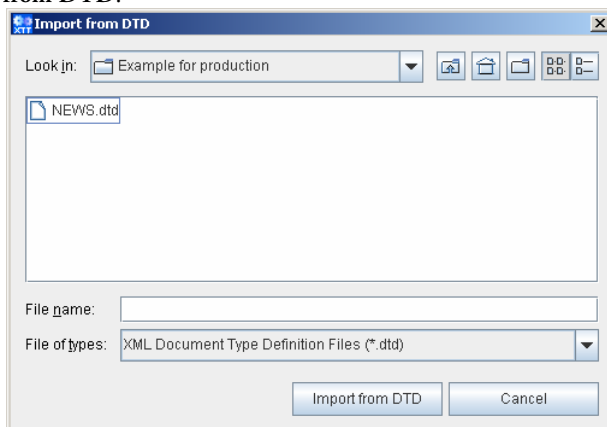 from DTD.
XTT Import from DTD
Look in: Example for production
NEWS.dtd
File name:
File of types: XML Document Type Definition Files (*.dtd)
Import from DTD Cancel